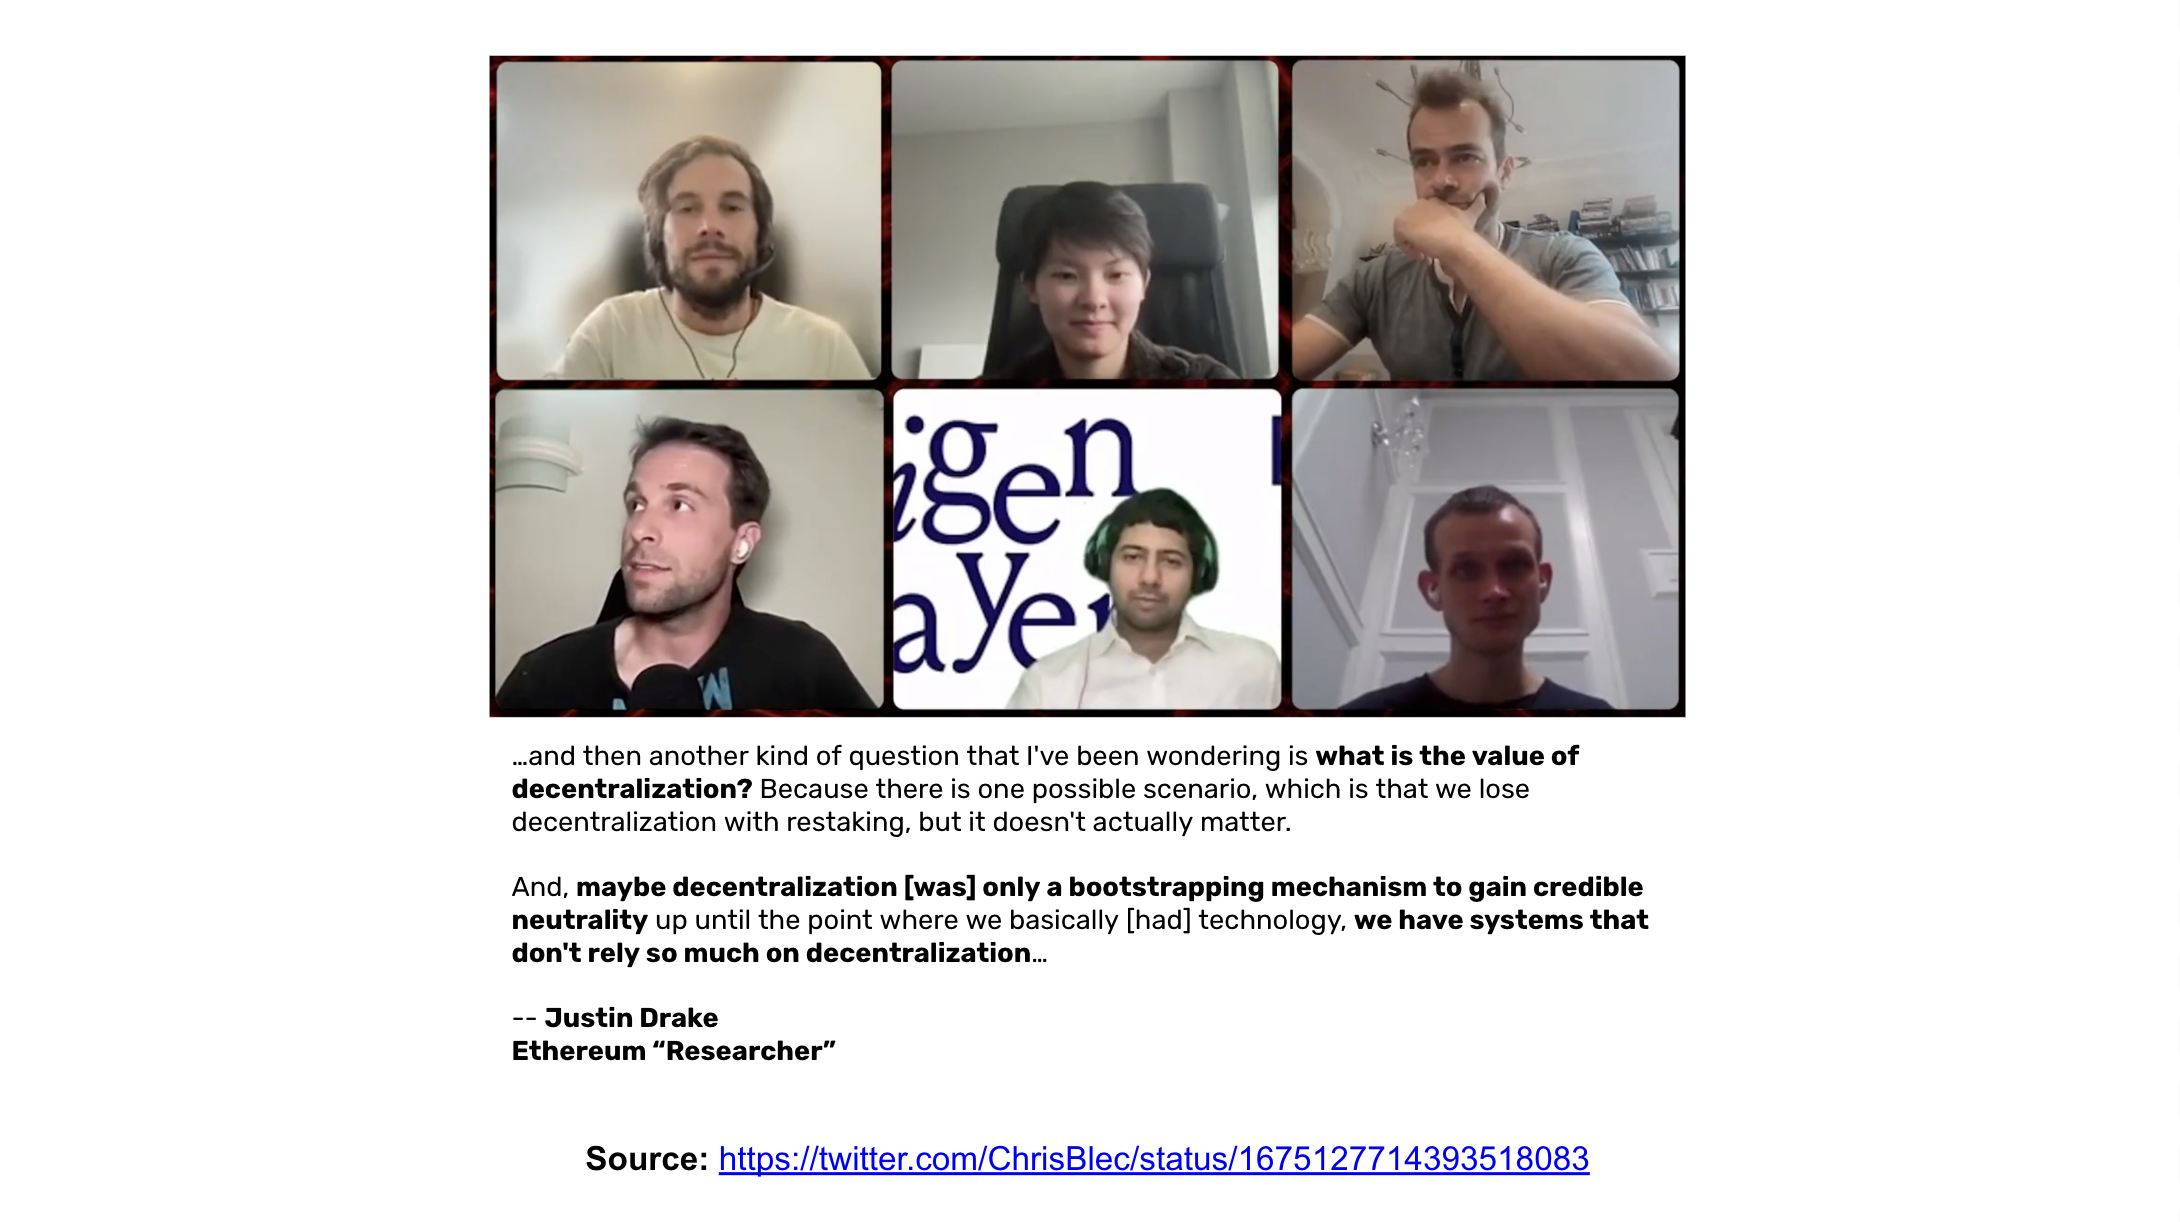 igen
ayer
W
…and then another kind of question that I've been wondering is what is the value of
decentralization? Because there is one possible scenario, which is that we lose
decentralization with restaking, but it doesn't actually matter.
And, maybe decentralization [was] only a bootstrapping mechanism to gain credible
neutrality up until the point where we basically [had] technology, we have systems that
don't rely so much on decentralization…
-- Justin Drake
Ethereum “Researcher”
Source: https://twitter.com/ChrisBlec/status/1675127714393518083